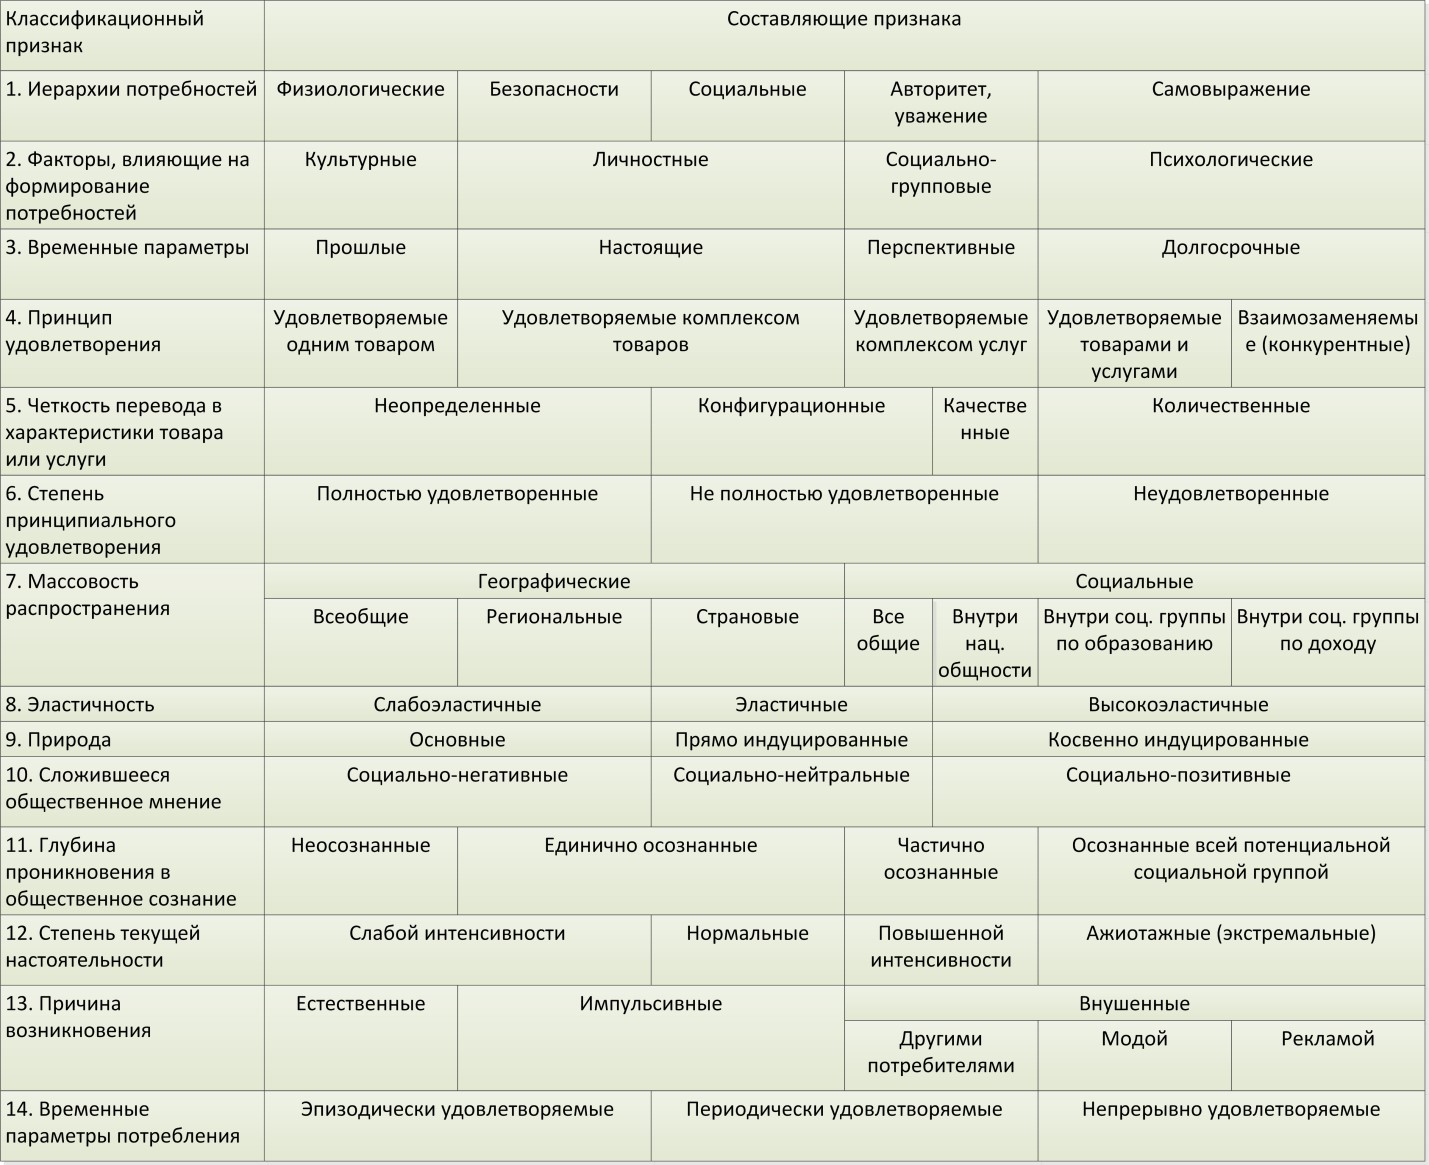 Классификационный
признак
Составляющие признака
1. Иерархии потребностей
Физиологические
Безопасности
Социальные
Авторитет,
уважение
Самовыражение
2. Факторы, влияющие на
формирование
потребностей
Культурные
Личностные
Социально-
групповые
Психологические
3. Временные параметры
Прошлые
Настоящие
Перспективные
Долгосрочные
4. Принцип
удовлетворения
Удовлетворяемые
одним товаром
Удовлетворяемые комплексом
товаров
Удовлетворяемые
комплексом услуг
Удовлетворяемые
товарами и
услугами
Взаимозаменяемы
е (конкурентные)
5. Четкость перевода в
характеристики товара
или услуги
Неопределенные
Конфигурационные
Качестве
нные
Количественные
6. Степень
принципиального
удовлетворения
Полностью удовлетворенные
Не полностью удовлетворенные
Неудовлетворенные
7. Массовость
распространения
Географические
Социальные
Всеобщие
Региональные
Страновые
Все
общие
Внутри
нац.
общности
Внутри соц. группы
по образованию
Внутри соц. группы
по доходу
8. Эластичность
Слабоэластичные
Эластичные
Высокоэластичные
9. Природа
Основные
Прямо индуцированные
Косвенно индуцированные
10. Сложившееся
общественное мнение
Социально-негативные
Социально-нейтральные
Социально-позитивные
11. Глубина
проникновения в
общественное сознание
Неосознанные
Единично осознанные
Частично
осознанные
Осознанные всей потенциальной
социальной группой
12. Степень текущей
настоятельности
Слабой интенсивности
Нормальные
Повышенной
интенсивности
Ажиотажные (экстремальные)
13. Причина
возникновения
Естественные
Импульсивные
Внушенные
Другими
потребителями
Модой
Рекламой
14. Временные
параметры потребления
Эпизодически удовлетворяемые
Периодически удовлетворяемые
Непрерывно удовлетворяемые